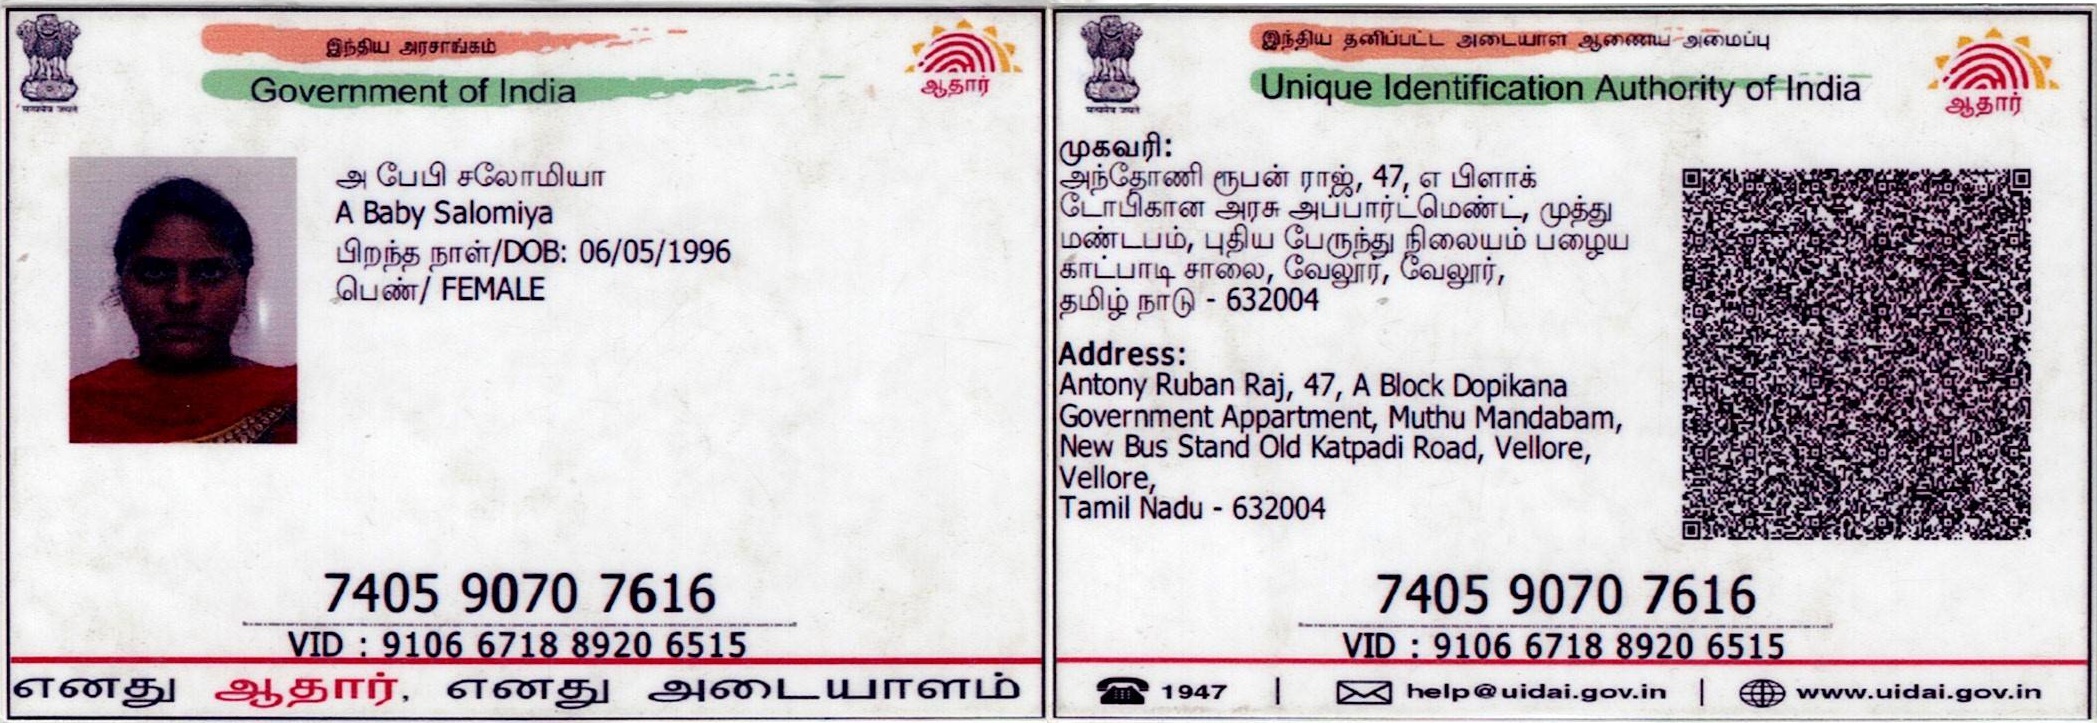 இந்திய அரசாங்கம்
Government of India
ஆதார்
அ பேபி சலோமியா
A Baby Salomiya
பிறந்த நாள்/DOB: 06/05/1996
பெண்/ FEMALE
7405 9070 7616
VID : 9106 6718 8920 6515
எனது ஆதார், எனது அடையாளம்
இந்திய தனிப்பட்ட அடையாள ஆணைய அமைப்பு
Unique Identification Authority of India
ஆதார்
முகவரி:
அந்தோணி ரூபன் ராஜ், 47, எ பிளாக்
டோபிகான அரசு அப்பார்ட்மெண்ட், முத்து
மண்டபம், புதிய பேருந்து நிலையம் பழைய
காட்பாடி சாலை, வேலூர், வேலூர்,
தமிழ் நாடு - 632004
Address:
Antony Ruban Raj, 47, A Block Dopikana
Government Appartment, Muthu Mandabam,
New Bus Stand Old Katpadi Road, Vellore,
Vellore,
Tamil Nadu - 632004
7405 9070 7616
VID : 9106 6718 8920 6515
1947 | help@uidai.gov.in | www.uidai.gov.in